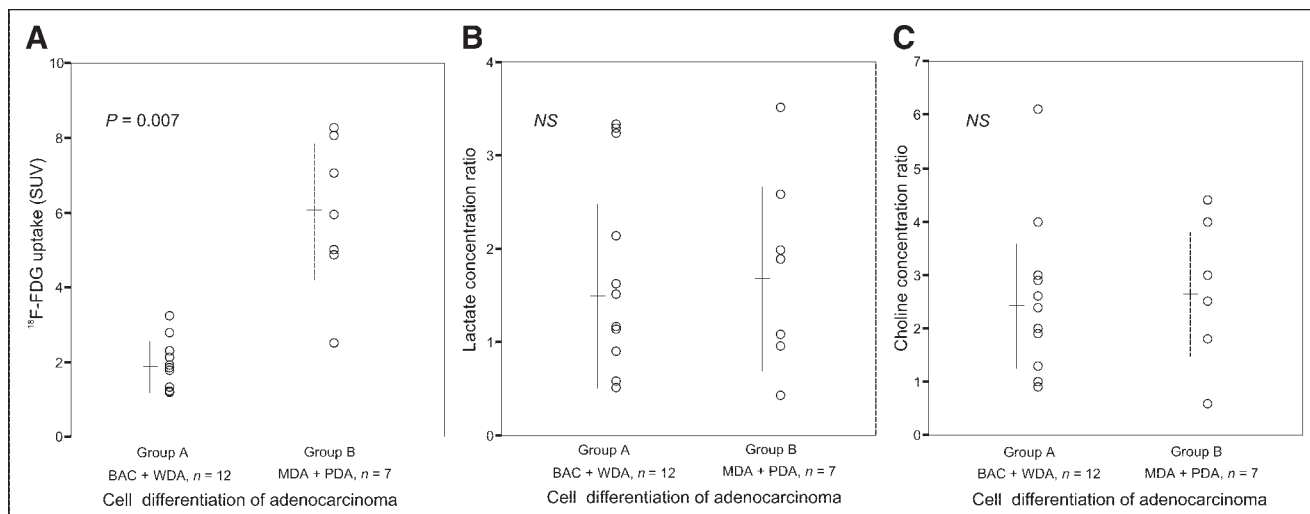 A
10
8
6
4
2
0
¹⁸F-FDG uptake (SUV)
P = 0.007
Group A
BAC + WDA, n = 12
Group B
MDA + PDA, n = 7
Cell differentiation of adenocarcinoma
B
4
3
2
1
0
Lactate concentration ratio
NS
Group A
BAC + WDA, n = 12
Group B
MDA + PDA, n = 7
Cell differentiation of adenocarcinoma
C
7
6
5
4
3
2
1
0
Choline concentration ratio
NS
Group A
BAC + WDA, n = 12
Group B
MDA + PDA, n = 7
Cell differentiation of adenocarcinoma